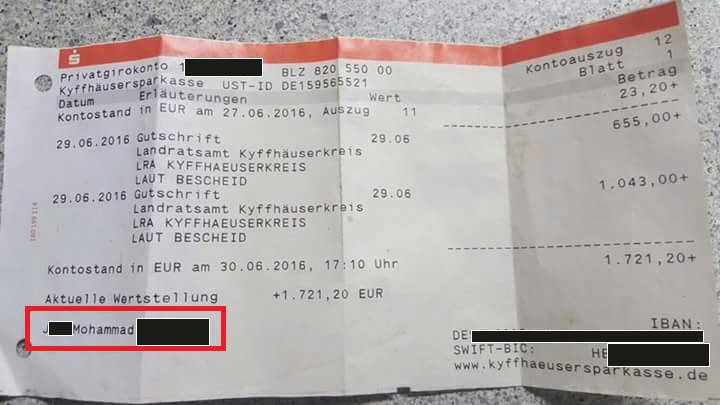 Privatgirokonto 1 BLZ 820 550 00 Kontoauszug 12
Kyffhäusersparkasse UST-ID DE159565521 Blatt 1
Datum Erläuterungen Wert Betrag
Kontostand in EUR am 27.06.2016, Auszug 11 23,20+
29.06.2016 Gutschrift 29.06 655,00+
Landratsamt Kyffhäuserkreis
LRA KYFFHAEUSERKREIS
LAUT BESCHEID
29.06.2016 Gutschrift 29.06 1.043,00+
Landratsamt Kyffhäuserkreis
LRA KYFFHAEUSERKREIS
LAUT BESCHEID
Kontostand in EUR am 30.06.2016, 17:10 Uhr 1.721,20+
Aktuelle Wertstellung +1.721,20 EUR
J Mohammad
IBAN:
DE
SWIFT-BIC: HE
www.kyffhaeusersparkasse.de